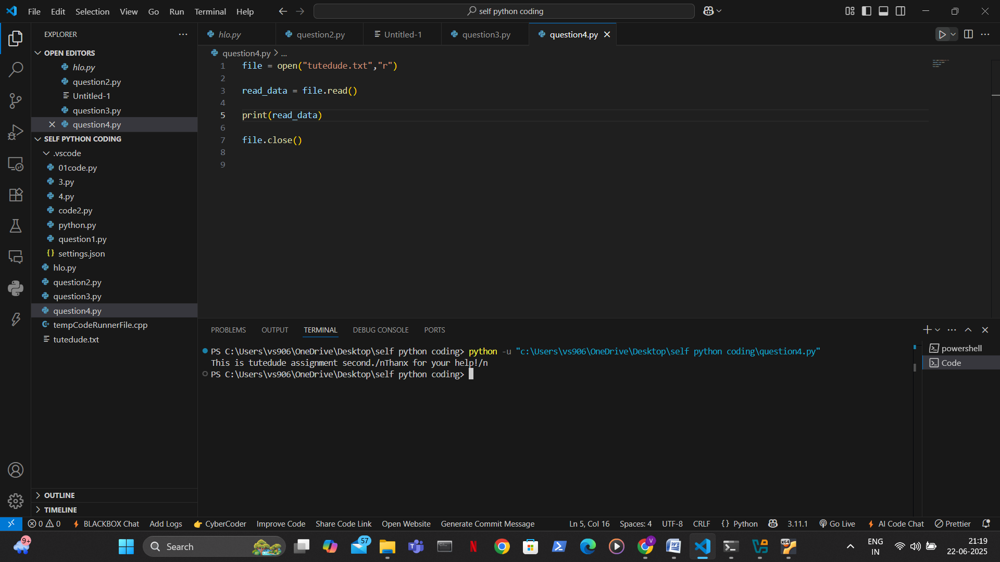 File Edit Selection View Go Run Terminal Help
self python coding
EXPLORER
OPEN EDITORS
hlo.py
question2.py
Untitled-1
question3.py
question4.py
SELF PYTHON CODING
.vscode
01code.py
3.py
4.py
code2.py
python.py
question1.py
{} settings.json
hlo.py
question2.py
question3.py
question4.py
tempCodeRunnerFile.cpp
tutedude.txt
OUTLINE
TIMELINE
hlo.py question2.py Untitled-1 question3.py question4.py
question4.py > ...
1 file = open("tutedude.txt","r")
2
3 read_data = file.read()
4
5 print(read_data)
6
7 file.close()
8
9
PROBLEMS OUTPUT TERMINAL DEBUG CONSOLE PORTS
PS C:\Users\vs906\OneDrive\Desktop\self python coding> python -u "c:\Users\vs906\OneDrive\Desktop\self python coding\question4.py"
This is tutedude assignment second./nThanx for your help!/n
PS C:\Users\vs906\OneDrive\Desktop\self python coding>
powershell
Code
0 0 BLACKBOX Chat Add Logs CyberCoder Improve Code Share Code Link Open Website Generate Commit Message Ln 5, Col 16 Spaces: 4 UTF-8 CRLF {} Python 3.11.1 Go Live AI Code Chat Prettier
9+
Search
57
V
x64
ENG
IN
21:19
22-06-2025